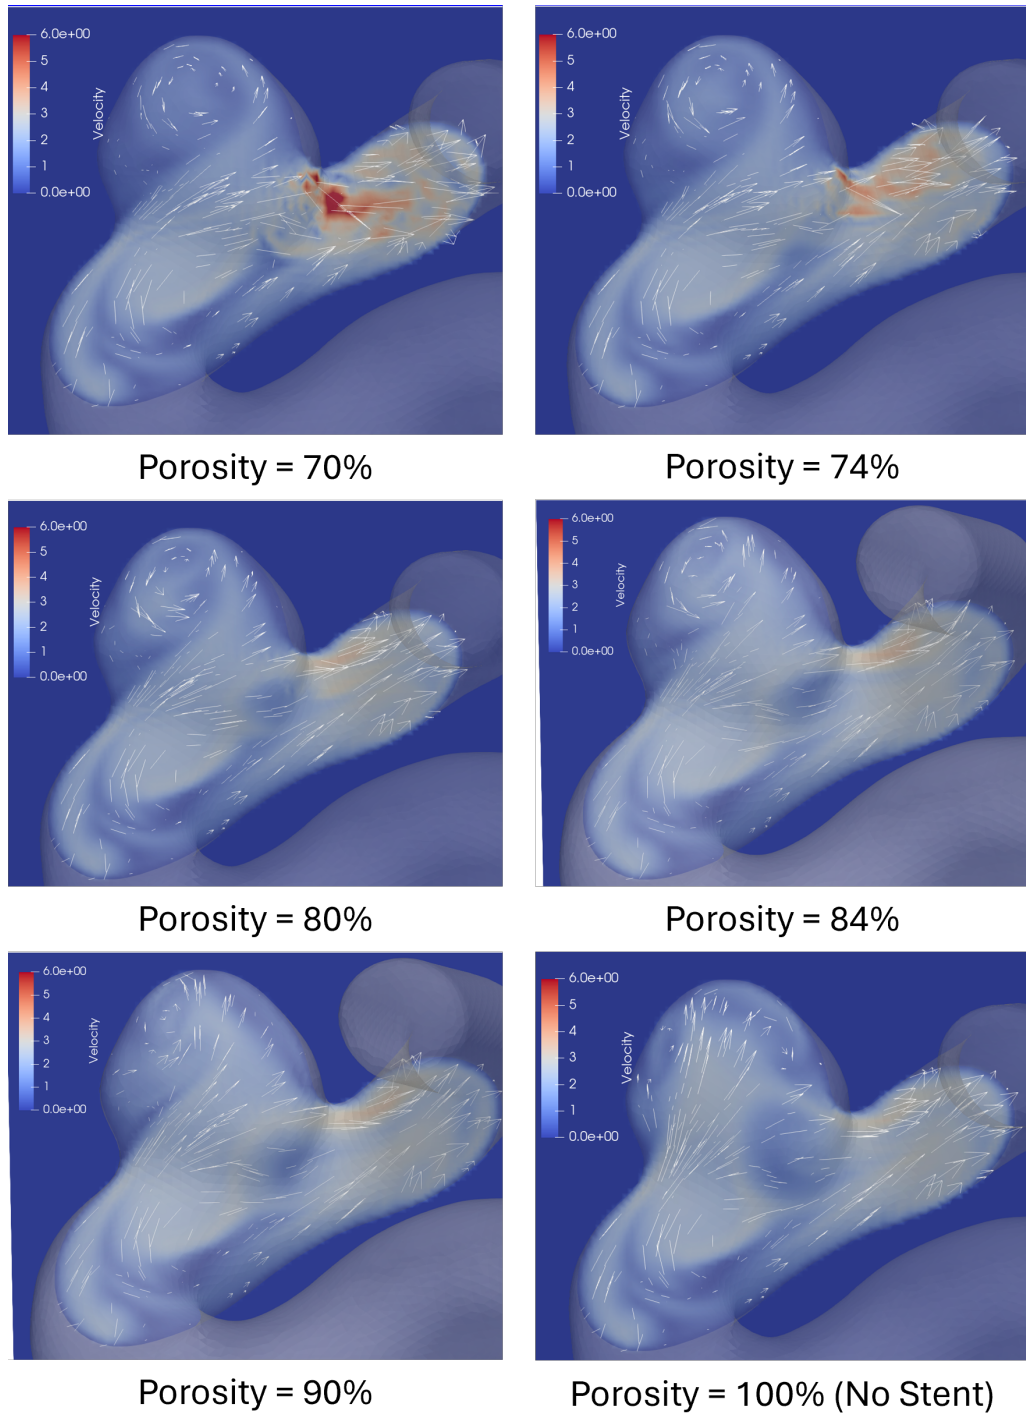 6.0e+00
5
4
3
2
1
0.0e+00
Velocity
6.0e+00
5
4
3
2
1
0.0e+00
Velocity
Porosity = 70%
Porosity = 74%
6.0e+00
5
4
3
2
1
0.0e+00
Velocity
6.0e+00
5
4
3
2
1
0.0e+00
Velocity
Porosity = 80%
Porosity = 84%
6.0e+00
5
4
3
2
1
0.0e+00
Velocity
6.0e+00
5
4
3
2
1
0.0e+00
Velocity
Porosity = 90%
Porosity = 100% (No Stent)